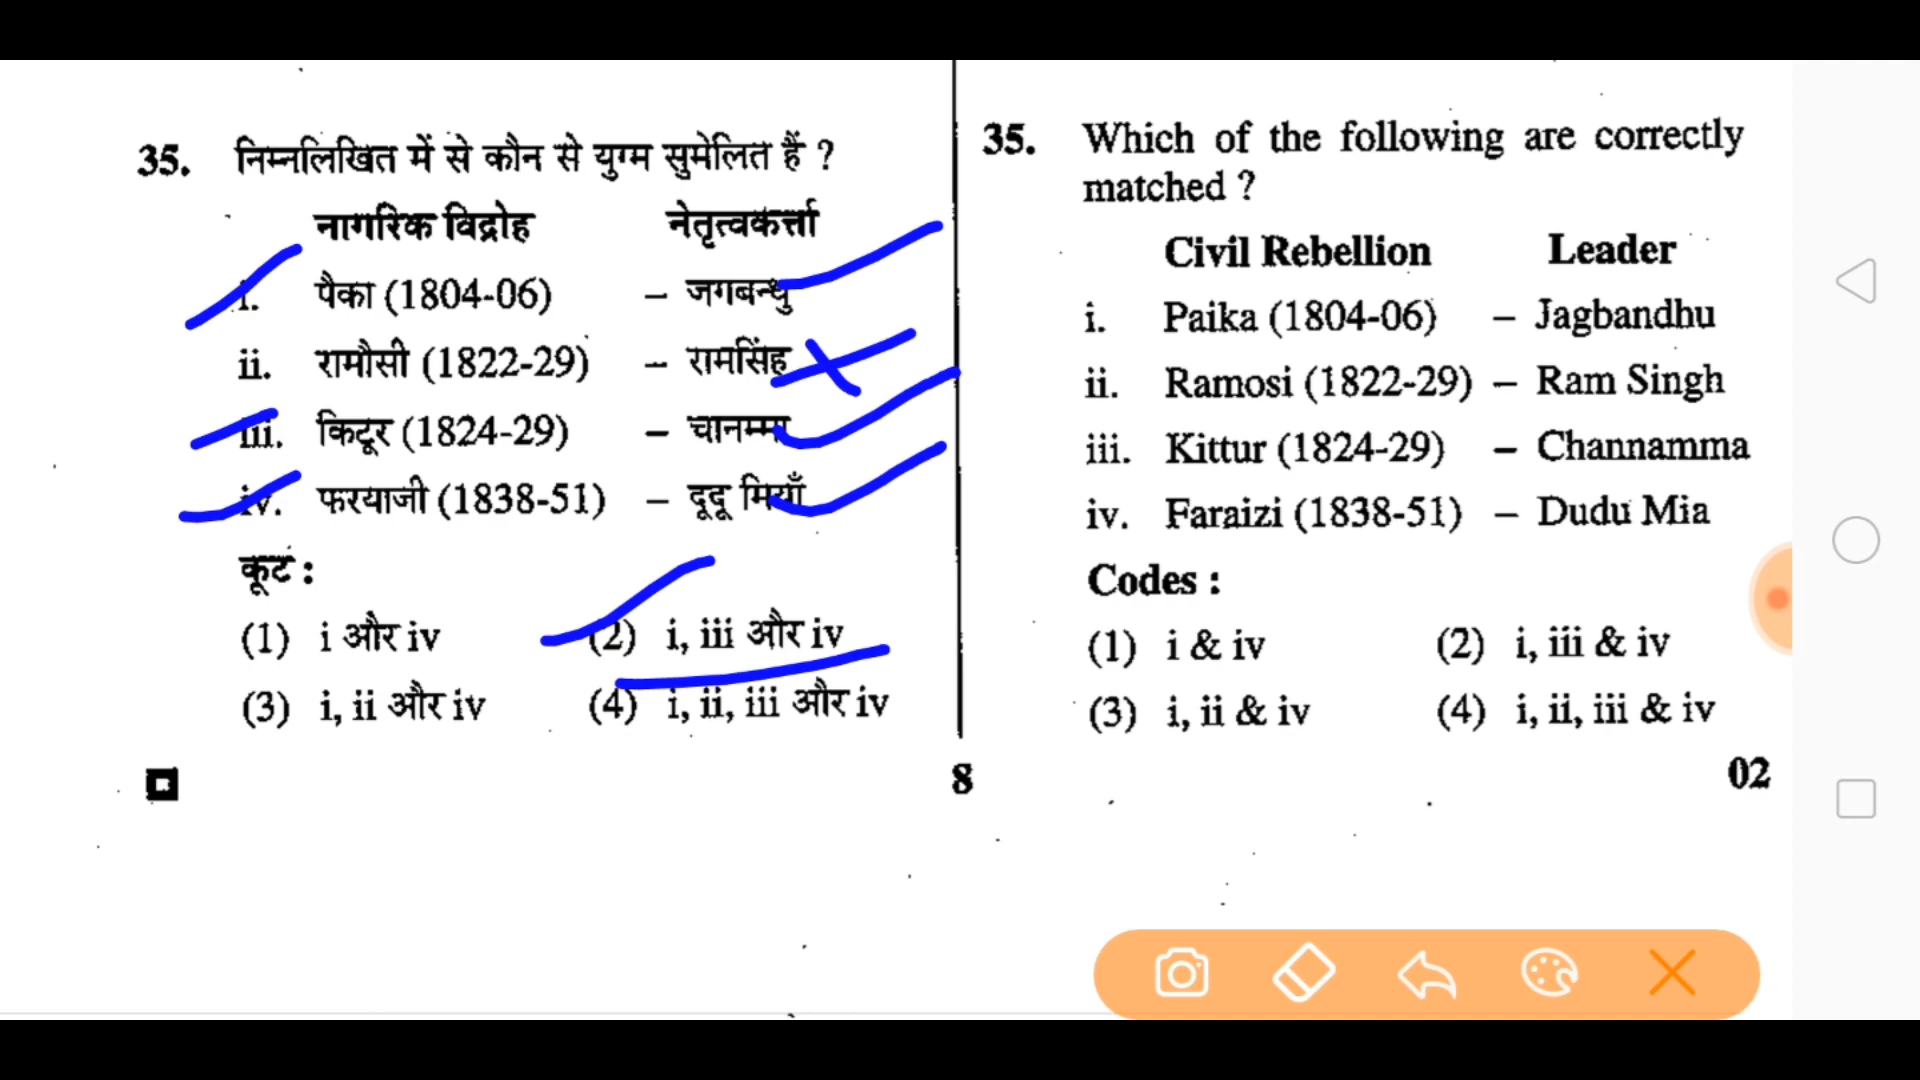 35. निम्नलिखित में से कौन से युग्म सुमेलित हैं ?
नागरिक विद्रोह नेतृत्वकर्त्ता
i. पैका (1804-06) – जगबन्धु
ii. रामौसी (1822-29) – रामसिंह
iii. किटूर (1824-29) – चानम्मा
iv. फरयाजी (1838-51) – दूदू मियाँ
कूट :
(1) i और iv (2) i, iii और iv
(3) i, ii और iv (4) i, ii, iii और iv
35. Which of the following are correctly
matched ?
Civil Rebellion Leader
i. Paika (1804-06) – Jagbandhu
ii. Ramosi (1822-29) – Ram Singh
iii. Kittur (1824-29) – Channamma
iv. Faraizi (1838-51) – Dudu Mia
Codes :
(1) i & iv (2) i, iii & iv
(3) i, ii & iv (4) i, ii, iii & iv
8
02